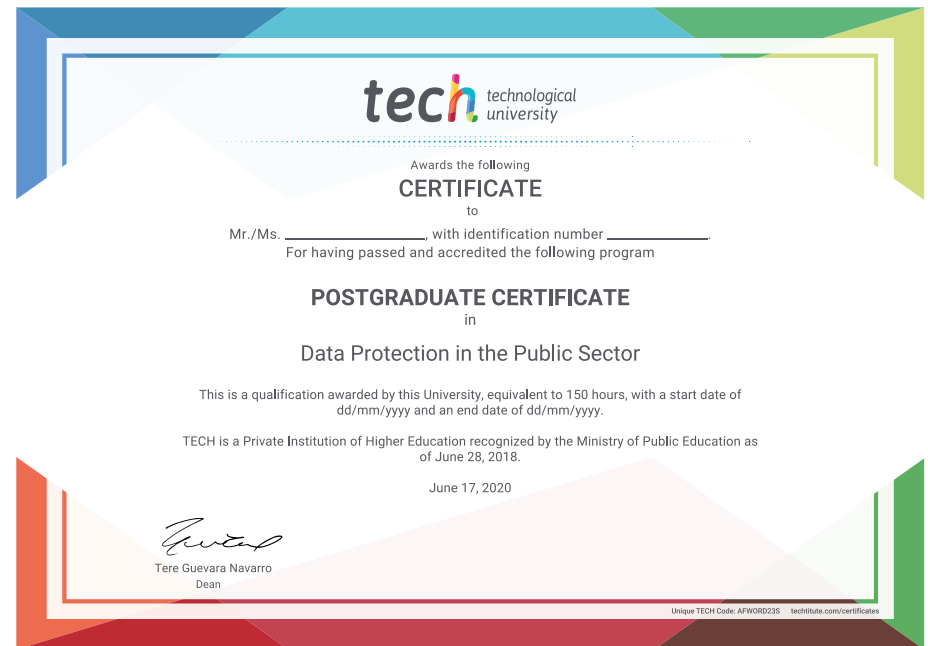 tech technological
university
Awards the following
CERTIFICATE
to
Mr./Ms. ____________________, with identification number ______________.
For having passed and accredited the following program
POSTGRADUATE CERTIFICATE
in
Data Protection in the Public Sector
This is a qualification awarded by this University, equivalent to 150 hours, with a start date of
dd/mm/yyyy and an end date of dd/mm/yyyy.
TECH is a Private Institution of Higher Education recognized by the Ministry of Public Education as
of June 28, 2018.
June 17, 2020
Tere Guevara Navarro
Dean
Unique TECH Code: AFWORD23S techtitute.com/certificates